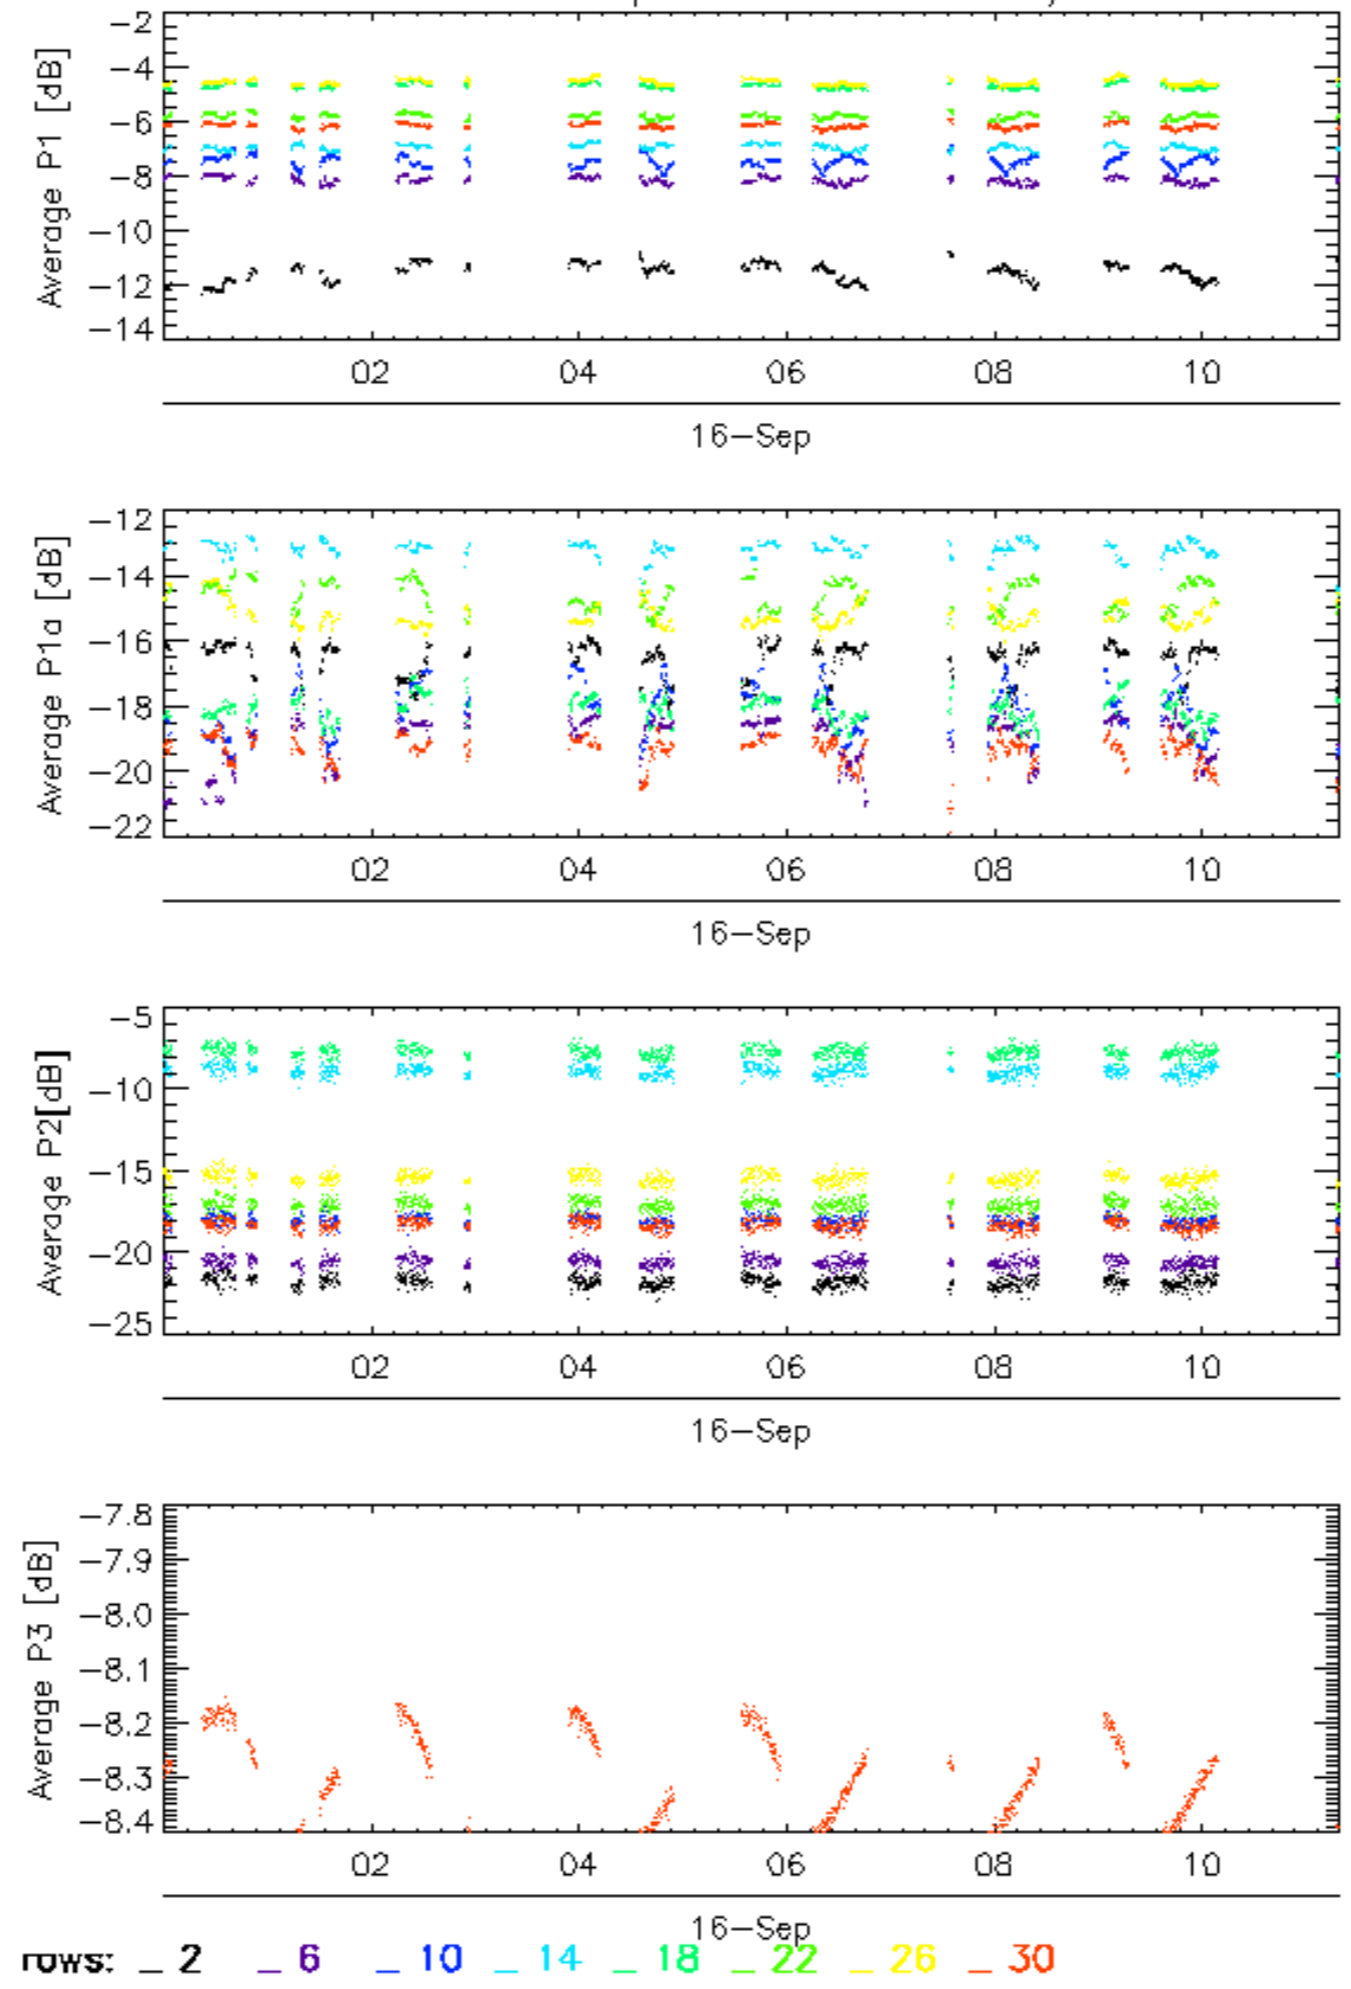 Average P1 [dB]
−2
−4
−6
−8
−10
−12
−14
02 04 06 08 10
16−Sep
Average P1a [dB]
−12
−14
−16
−18
−20
−22
02 04 06 08 10
16−Sep
Average P2[dB]
−5
−10
−15
−20
−25
02 04 06 08 10
16−Sep
Average P3 [dB]
−7.8
−7.9
−8.0
−8.1
−8.2
−8.3
−8.4
02 04 06 08 10
16−Sep
rows: _ 2 _ 6 _ 10 _ 14 _ 18 _ 22 _ 26 _ 30